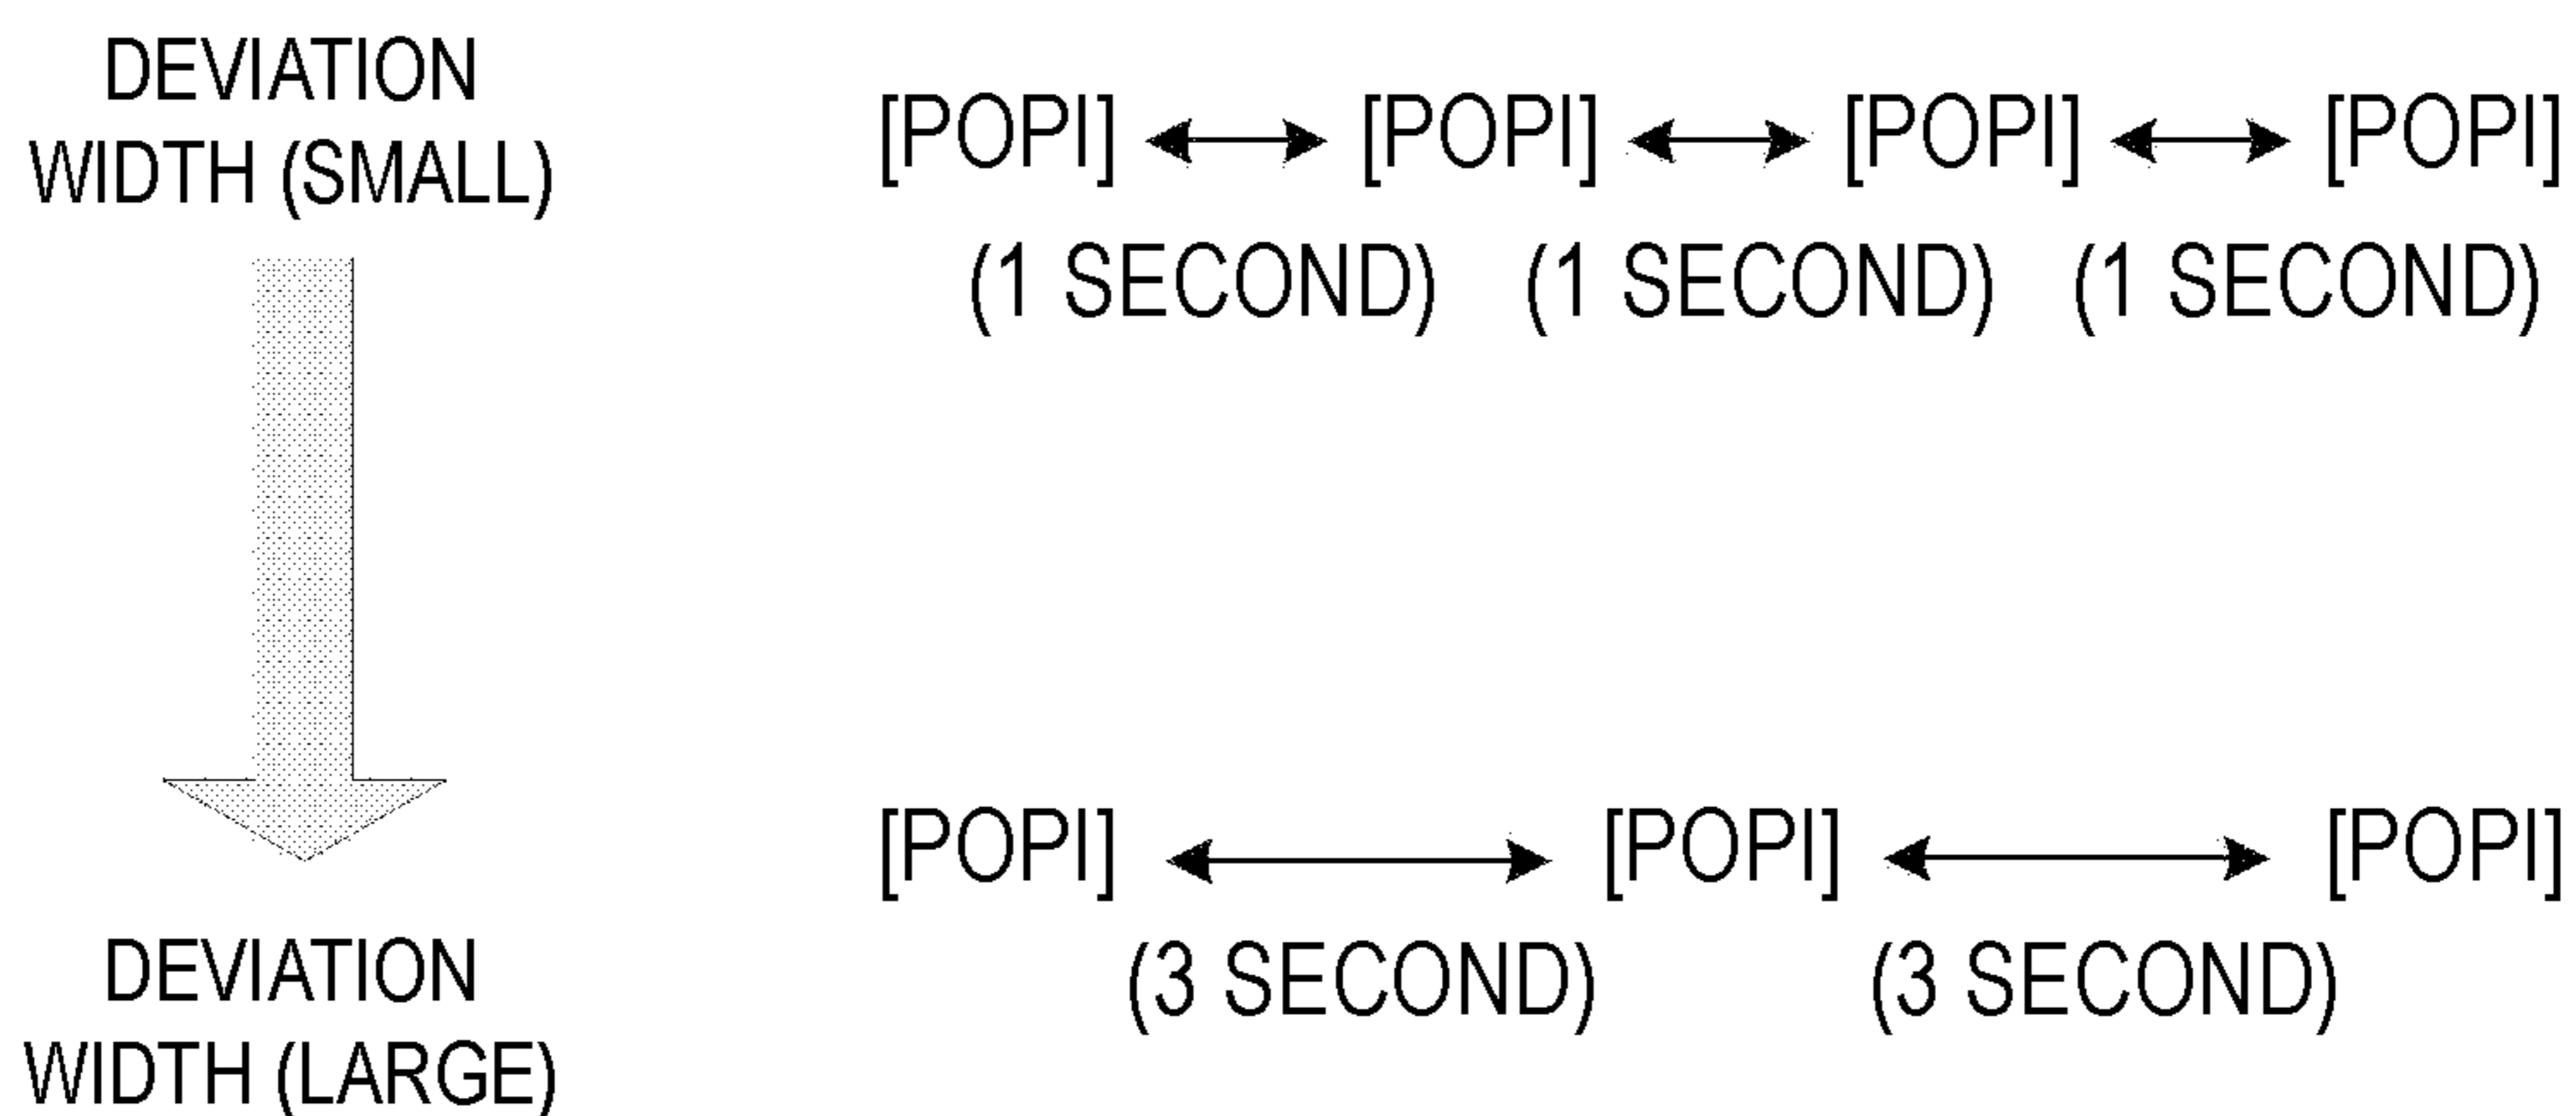 DEVIATION
WIDTH (SMALL)
[POPI] [POPI] [POPI] [POPI]
(1 SECOND) (1 SECOND) (1 SECOND)
[POPI] [POPI] [POPI]
(3 SECOND) (3 SECOND)
DEVIATION
WIDTH (LARGE)